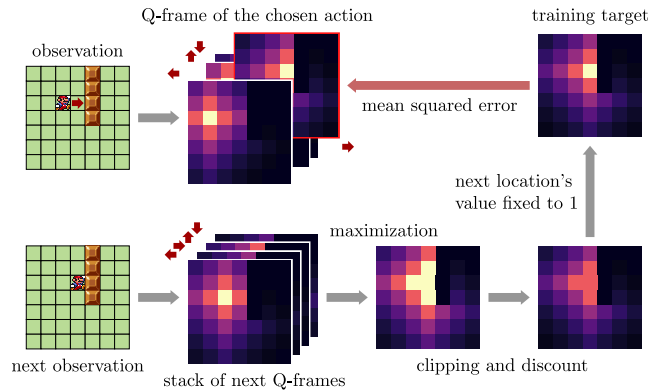 Q-frame of the chosen action
training target
observation
mean squared error
next location's
value fixed to 1
maximization
next observation
stack of next Q-frames
clipping and discount